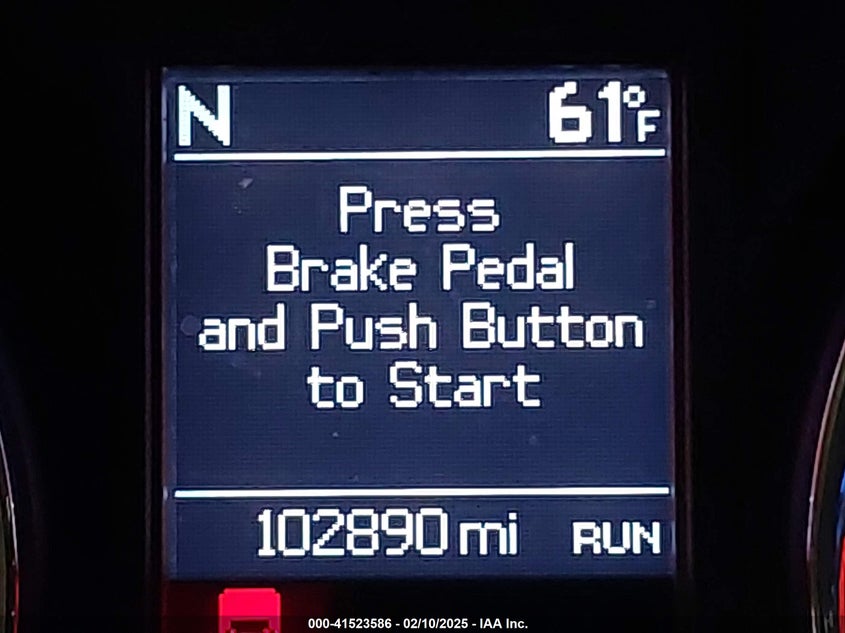 N 61°F
Press
Brake Pedal
and Push Button
to Start
102890 mi RUN
000-41523586 - 02/10/2025 - IAA Inc.